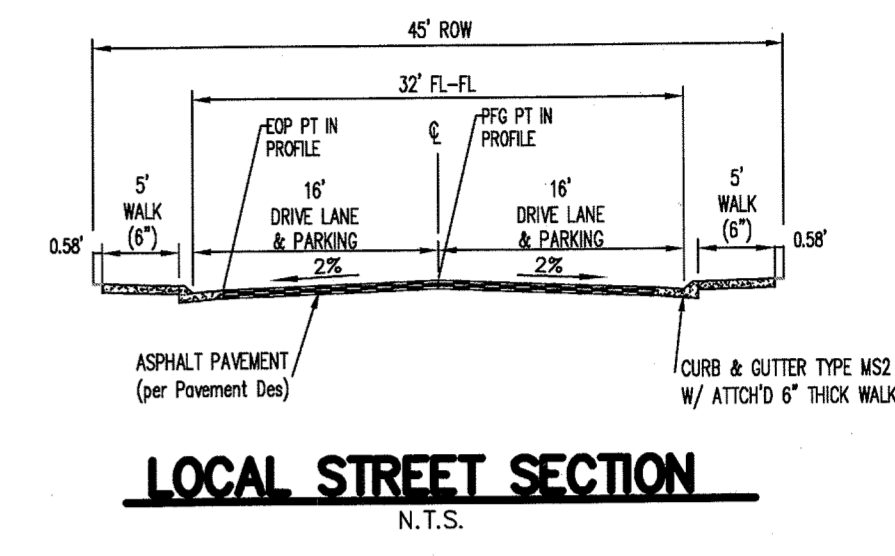 45' ROW
32' FL-FL
EOP PT IN
PROFILE
℄
PFG PT IN
PROFILE
5'
WALK
(6")
16'
DRIVE LANE
& PARKING
16'
DRIVE LANE
& PARKING
5'
WALK
(6")
0.58'
0.58'
2%
2%
ASPHALT PAVEMENT
(per Pavement Des)
CURB & GUTTER TYPE MS2
W/ ATTCH'D 6" THICK WALK
LOCAL STREET SECTION
N.T.S.